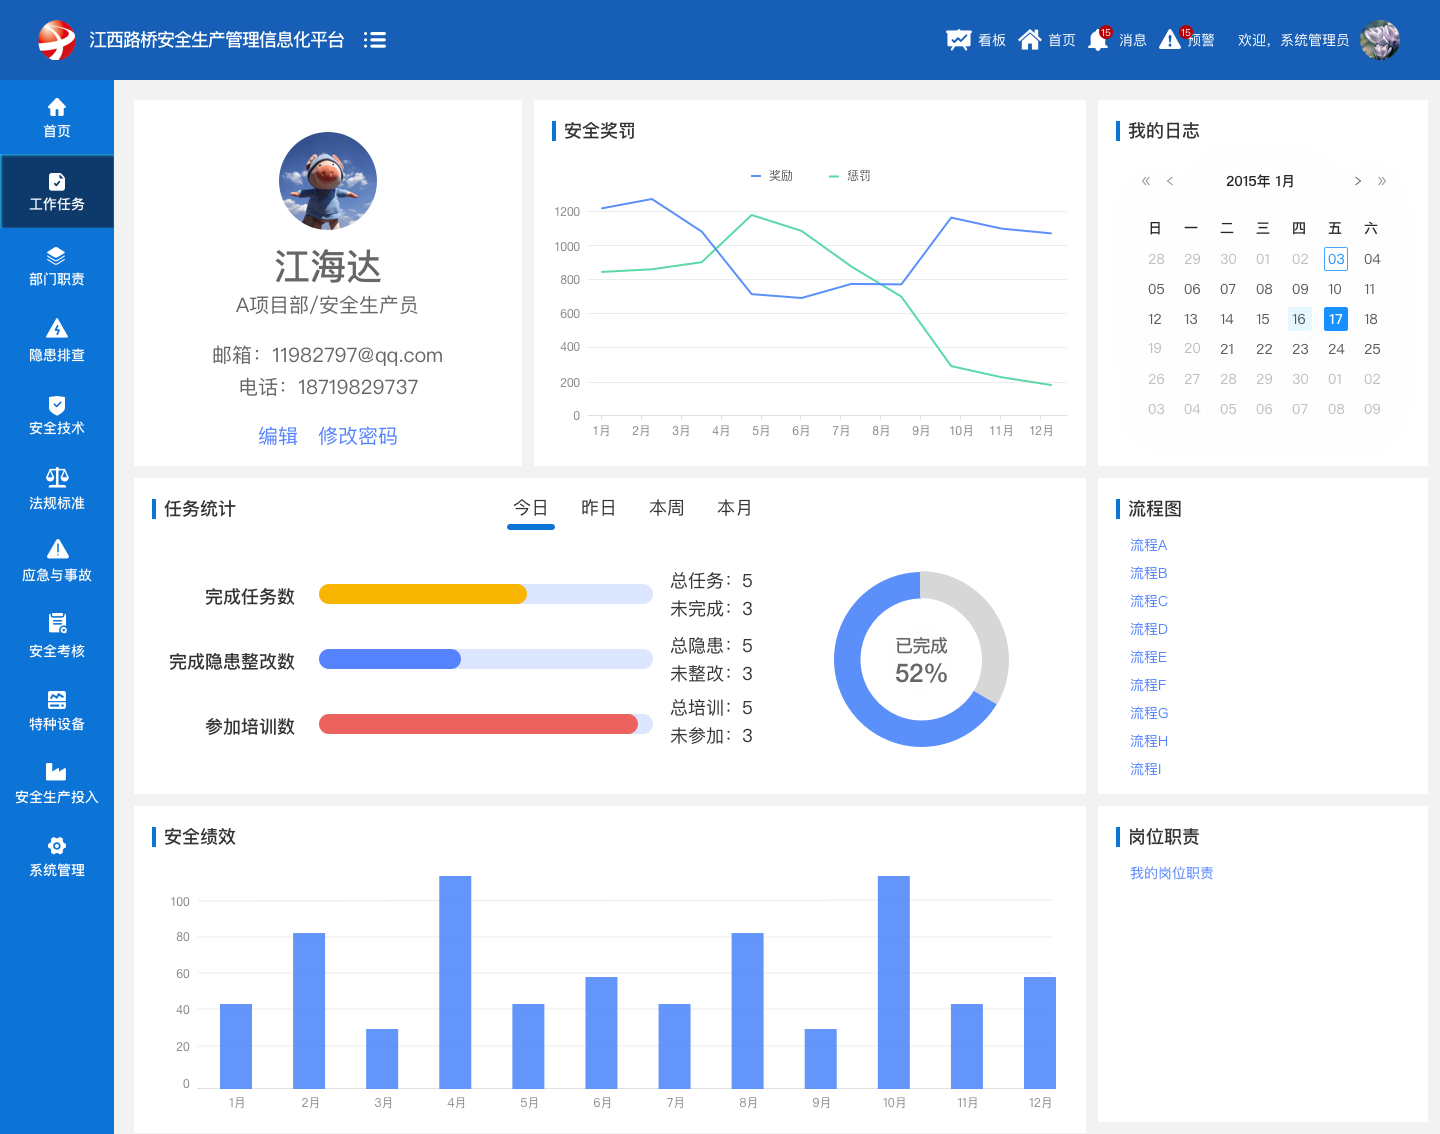 江西路桥安全生产管理信息化平台
看板 首页 15 消息 15 预警 欢迎，系统管理员
首页
工作任务
部门职责
隐患排查
安全技术
法规标准
应急与事故
安全考核
特种设备
安全生产投入
系统管理
江海达
A项目部/安全生产员
邮箱：11982797@qq.com
电话：18719829737
编辑 修改密码
安全奖罚
奖励 惩罚
1200
1000
800
600
400
200
0
1月 2月 3月 4月 5月 6月 7月 8月 9月 10月 11月 12月
我的日志
« < 2015年 1月 > »
日 一 二 三 四 五 六
28 29 30 01 02 03 04
05 06 07 08 09 10 11
12 13 14 15 16 17 18
19 20 21 22 23 24 25
26 27 28 29 30 01 02
03 04 05 06 07 08 09
任务统计
今日 昨日 本周 本月
完成任务数
总任务：5
未完成：3
完成隐患整改数
总隐患：5
未整改：3
参加培训数
总培训：5
未参加：3
已完成
52%
流程图
流程A
流程B
流程C
流程D
流程E
流程F
流程G
流程H
流程I
安全绩效
100
80
60
40
20
0
1月 2月 3月 4月 5月 6月 7月 8月 9月 10月 11月 12月
岗位职责
我的岗位职责